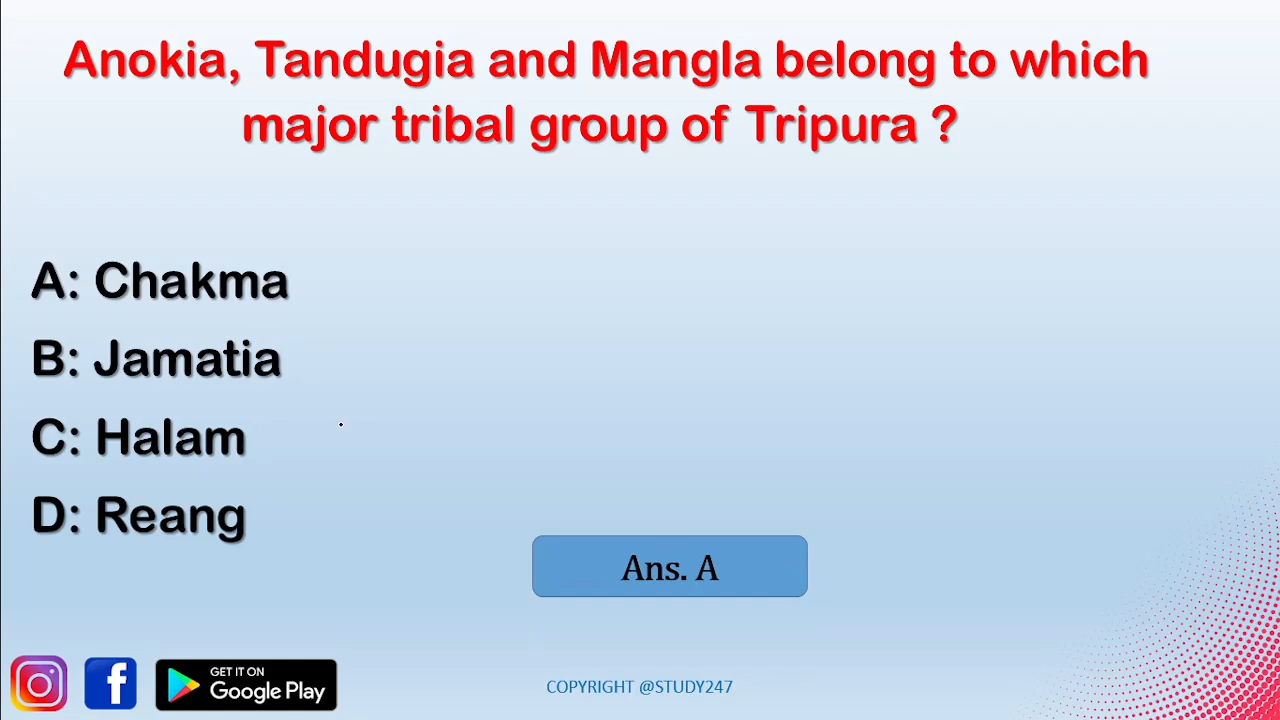 Anokia, Tandugia and Mangla belong to which
major tribal group of Tripura ?
A: Chakma
B: Jamatia
C: Halam
D: Reang
Ans. A
f
GET IT ON
Google Play
COPYRIGHT @STUDY247